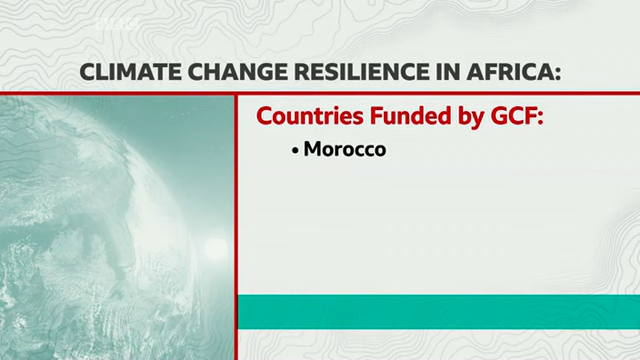 CLIMATE CHANGE RESILIENCE IN AFRICA:
Countries Funded by GCF:
• Morocco